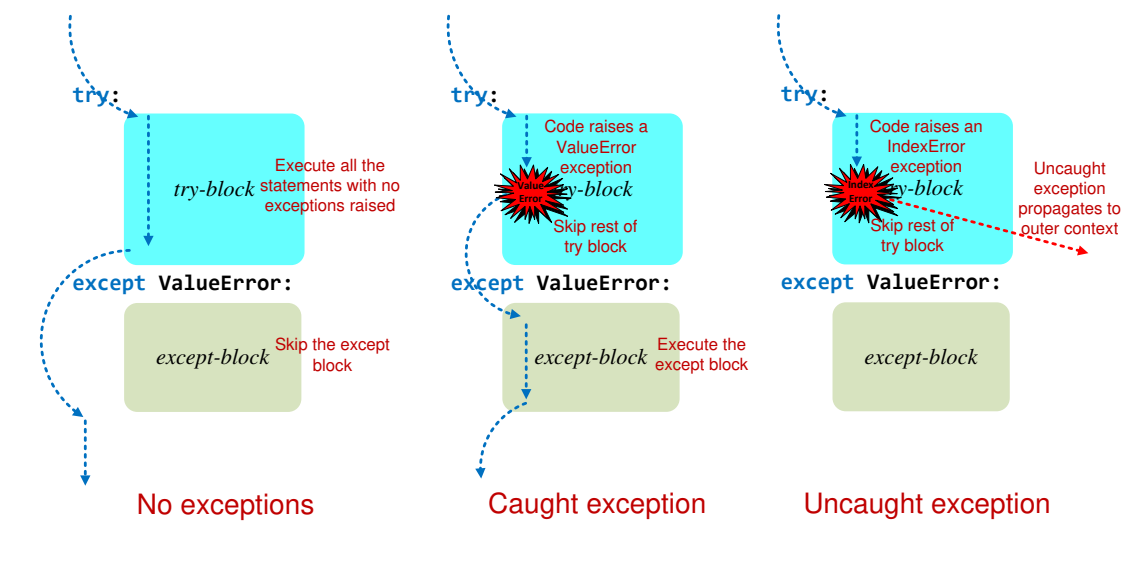 try:
Execute all the
statements with no
exceptions raised
try-block
except ValueError:
Skip the except
block
except-block
No exceptions
try:
Code raises a
ValueError
exception
Value
Error
y-block
Skip rest of
try block
except ValueError:
Execute the
except block
except-block
Caught exception
try:
Code raises an
IndexError
exception
Index
Error
y-block
Skip rest of
try block
Uncaught
exception
propagates to
outer context
except ValueError:
except-block
Uncaught exception